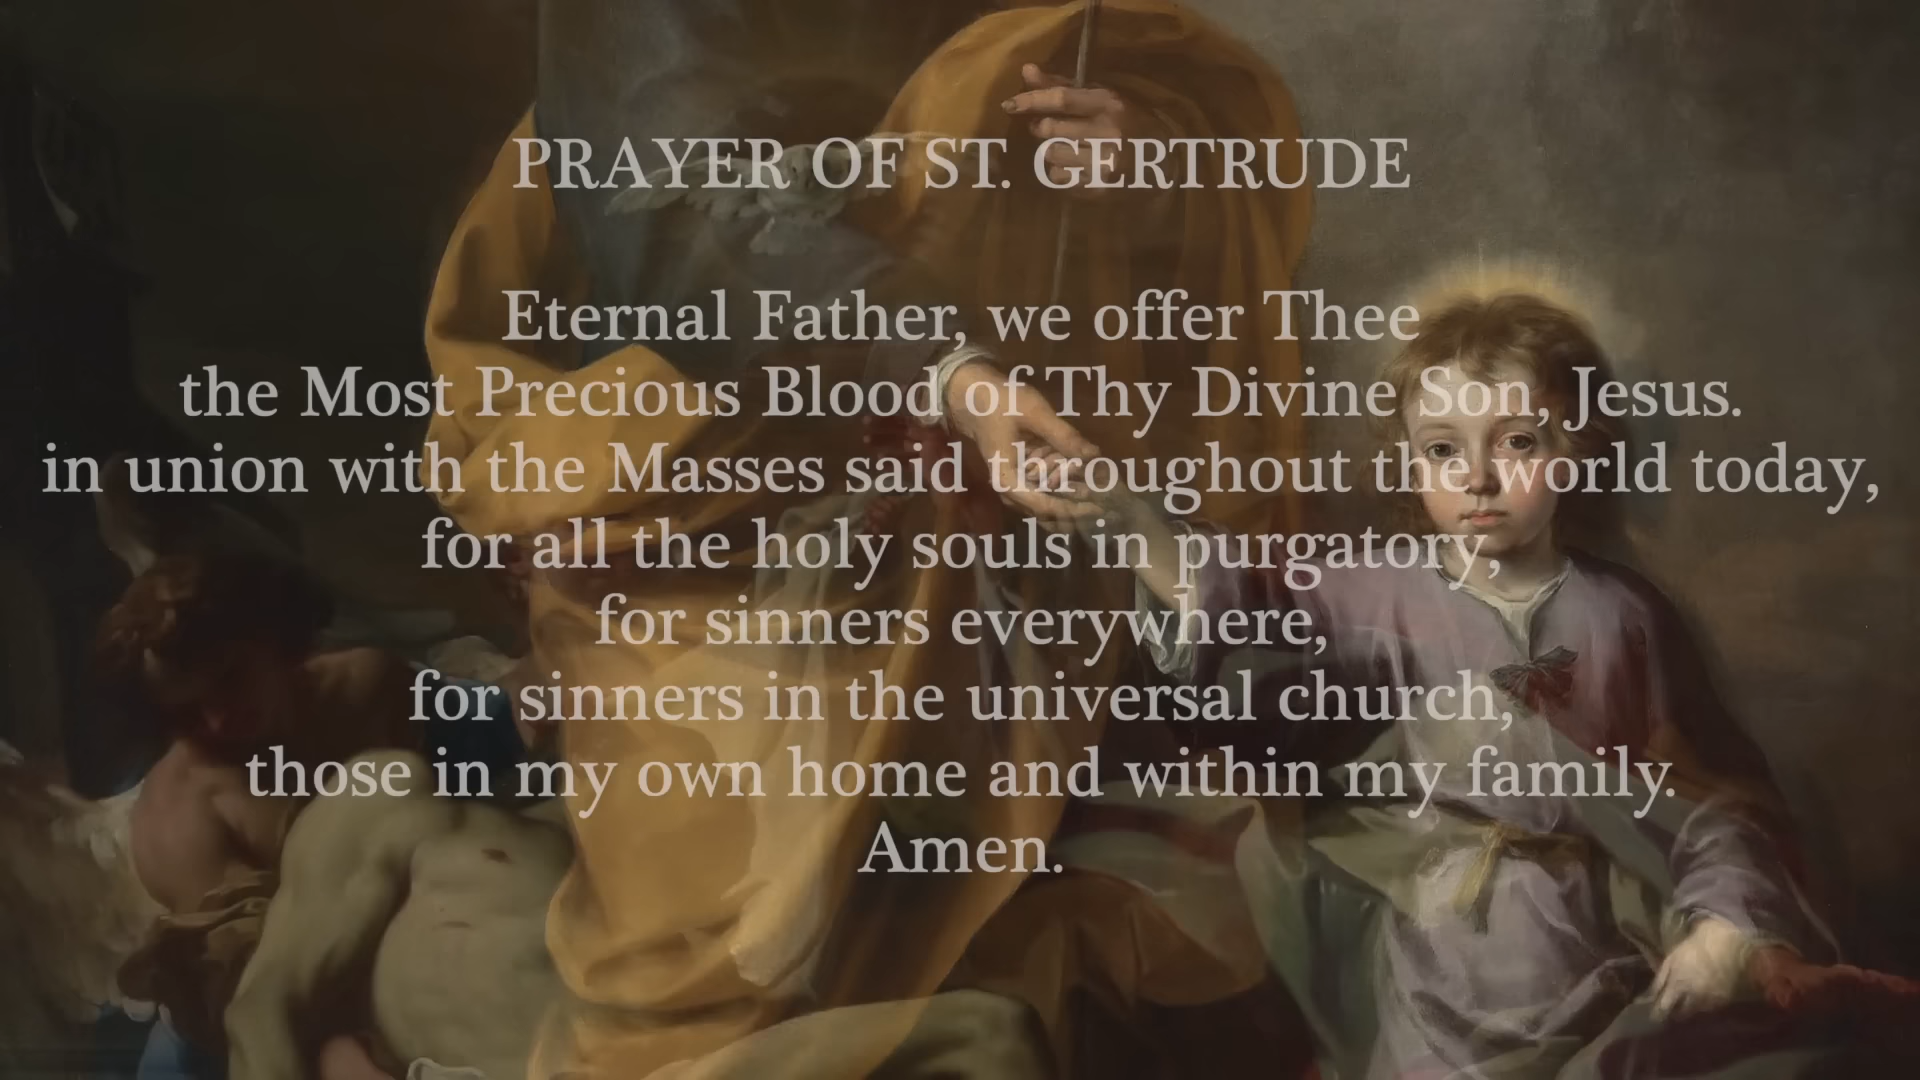 PRAYER OF ST. GERTRUDE
Eternal Father, we offer Thee
the Most Precious Blood of Thy Divine Son, Jesus.
in union with the Masses said throughout the world today,
for all the holy souls in purgatory,
for sinners everywhere,
for sinners in the universal church,
those in my own home and within my family.
Amen.